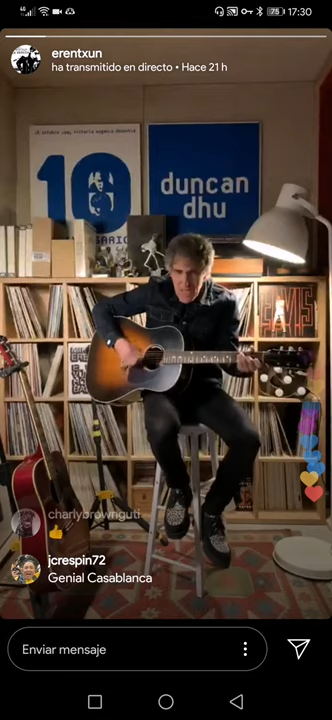 75 17:30
erentxun
ha transmitido en directo • Hace 21 h
10
duncan
dhu
ELVIS
charlybrownguti
jcrespin72
Genial Casablanca
Enviar mensaje